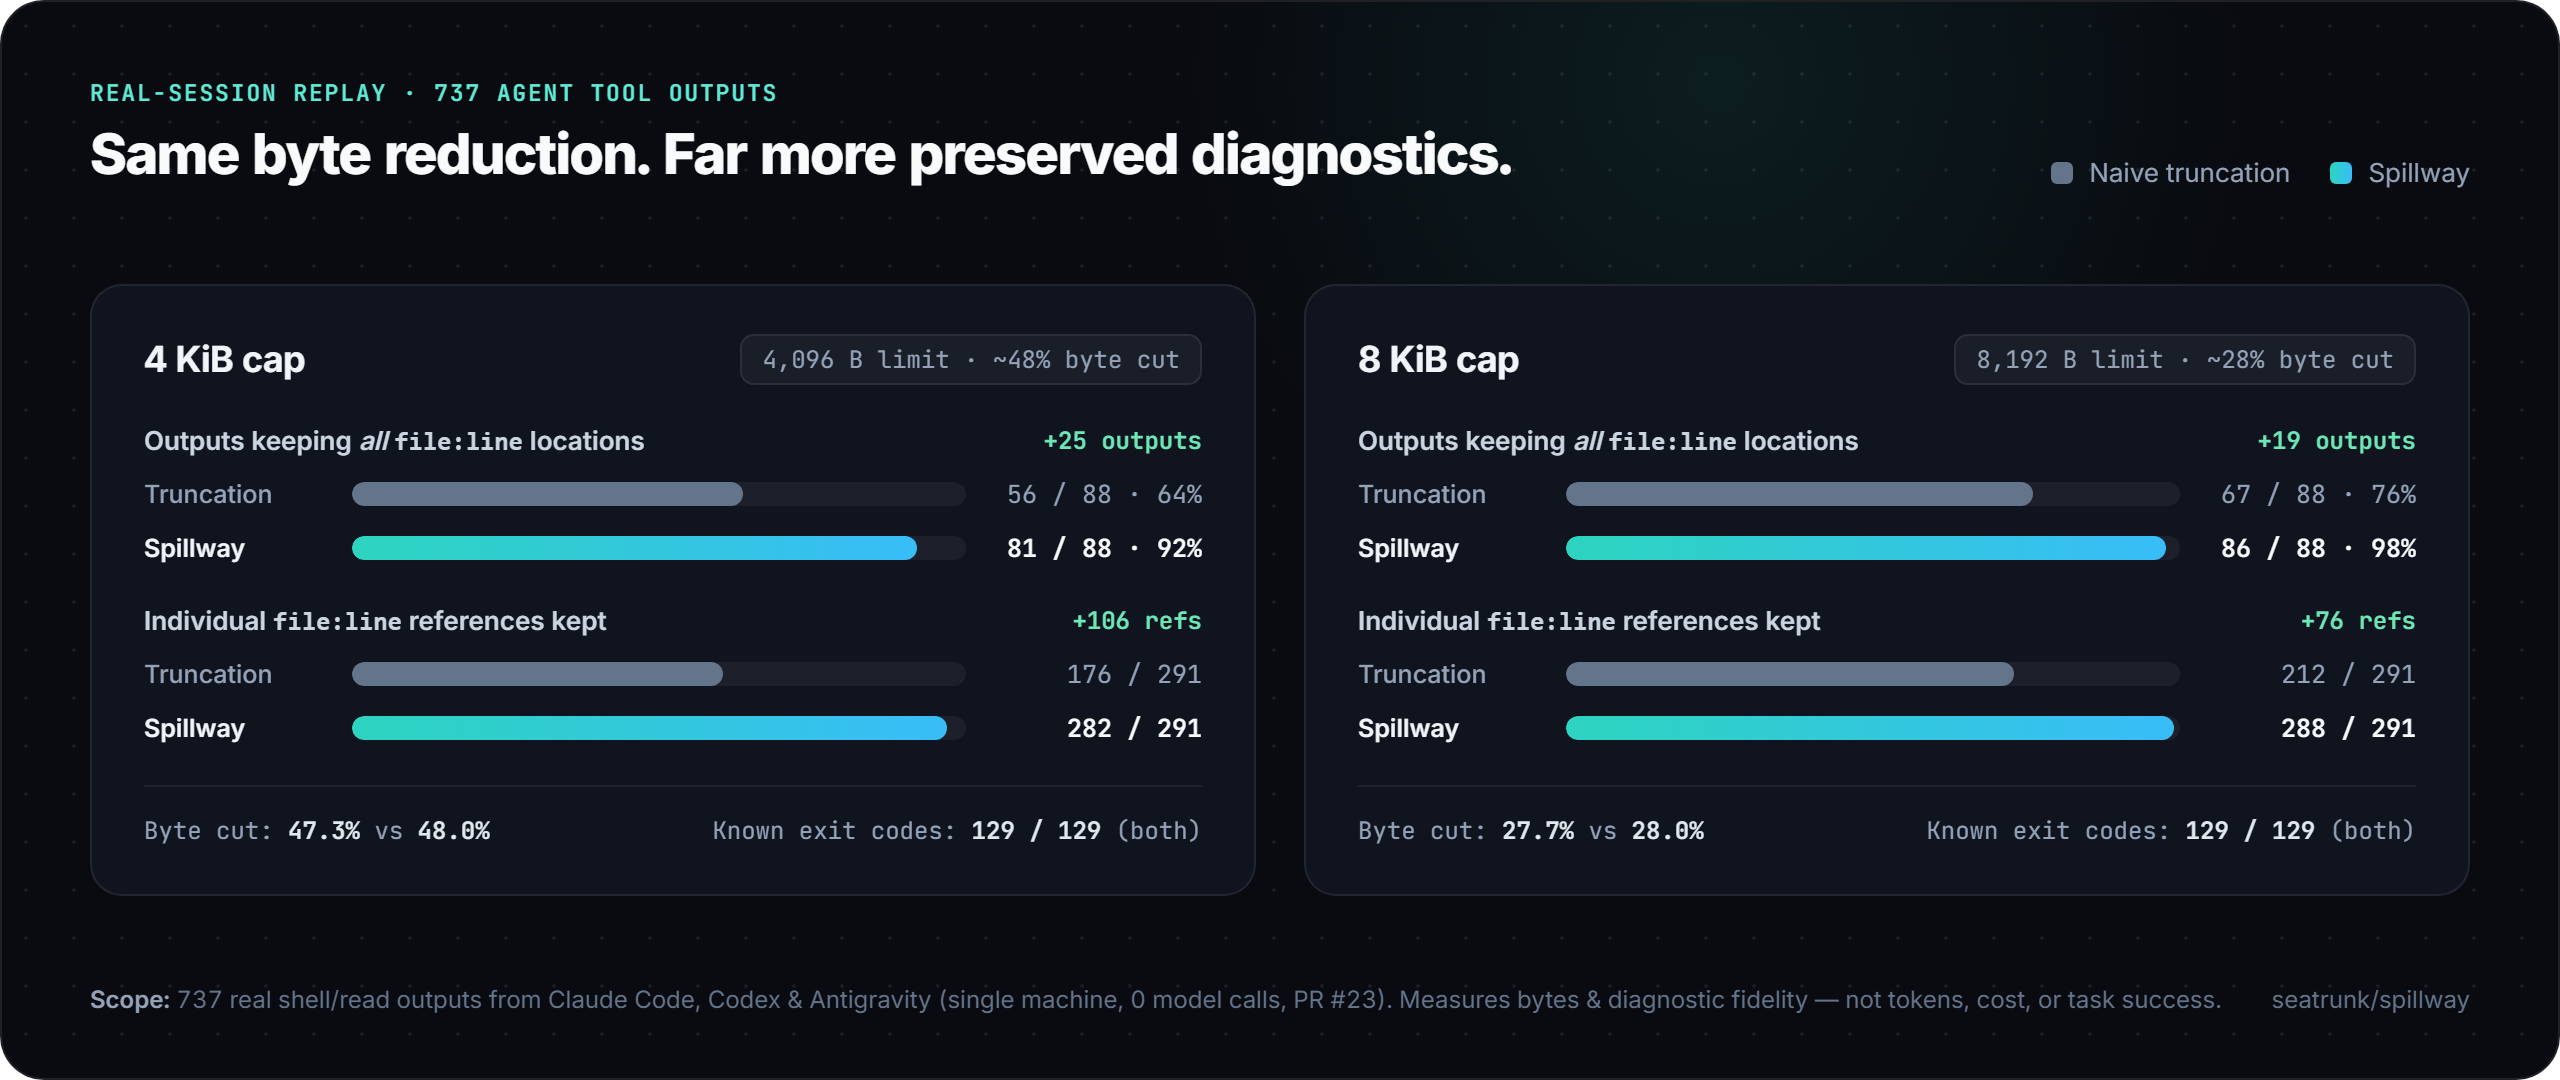 REAL-SESSION REPLAY · 737 AGENT TOOL OUTPUTS
Same byte reduction. Far more preserved diagnostics.
Naive truncation
Spillway
4 KiB cap
4,096 B limit · ~48% byte cut
Outputs keeping all file:line locations
+25 outputs
Truncation
56 / 88 · 64%
Spillway
81 / 88 · 92%
Individual file:line references kept
+106 refs
Truncation
176 / 291
Spillway
282 / 291
Byte cut: 47.3% vs 48.0%
Known exit codes: 129 / 129 (both)
8 KiB cap
8,192 B limit · ~28% byte cut
Outputs keeping all file:line locations
+19 outputs
Truncation
67 / 88 · 76%
Spillway
86 / 88 · 98%
Individual file:line references kept
+76 refs
Truncation
212 / 291
Spillway
288 / 291
Byte cut: 27.7% vs 28.0%
Known exit codes: 129 / 129 (both)
Scope: 737 real shell/read outputs from Claude Code, Codex & Antigravity (single machine, 0 model calls, PR #23). Measures bytes & diagnostic fidelity — not tokens, cost, or task success.
seatrunk/spillway